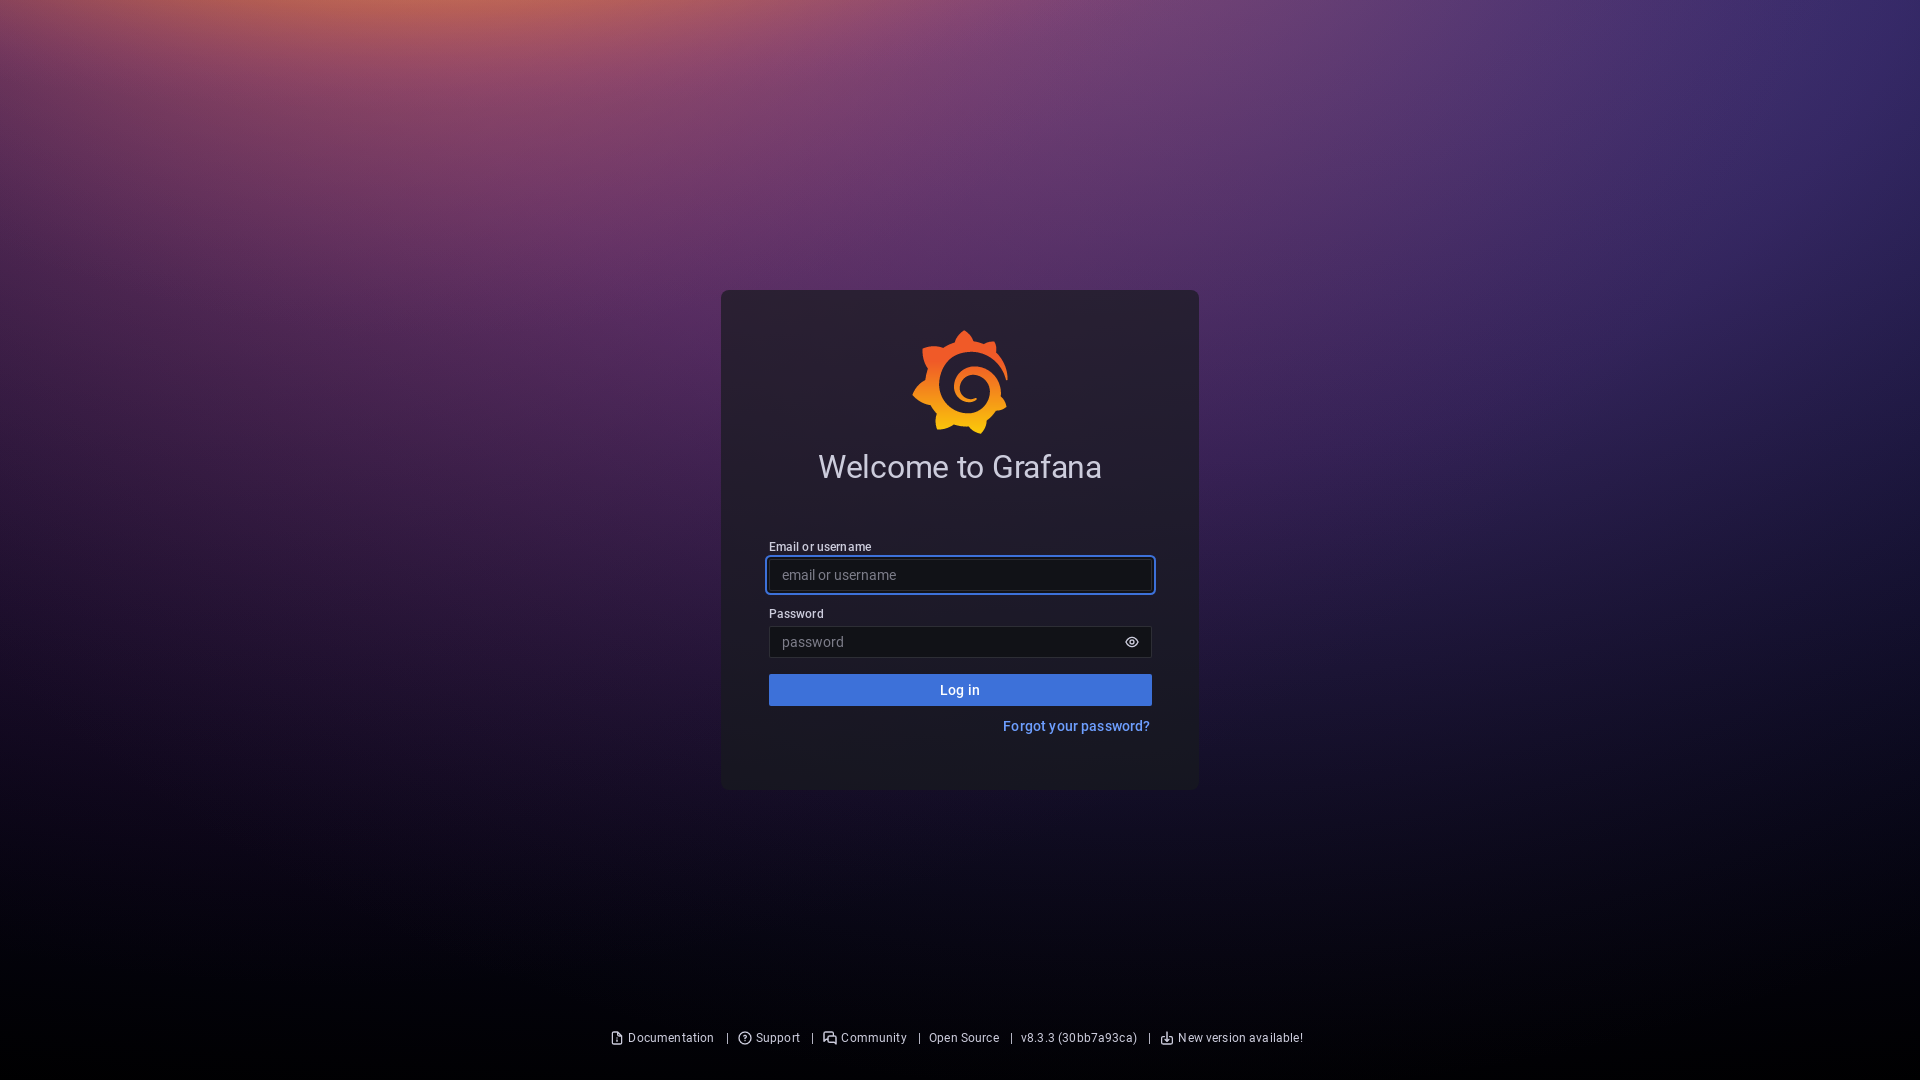 Welcome to Grafana
Email or username
email or username
Password
password
Log in
Forgot your password?
Documentation | Support | Community | Open Source | v8.3.3 (30bb7a93ca) | New version available!